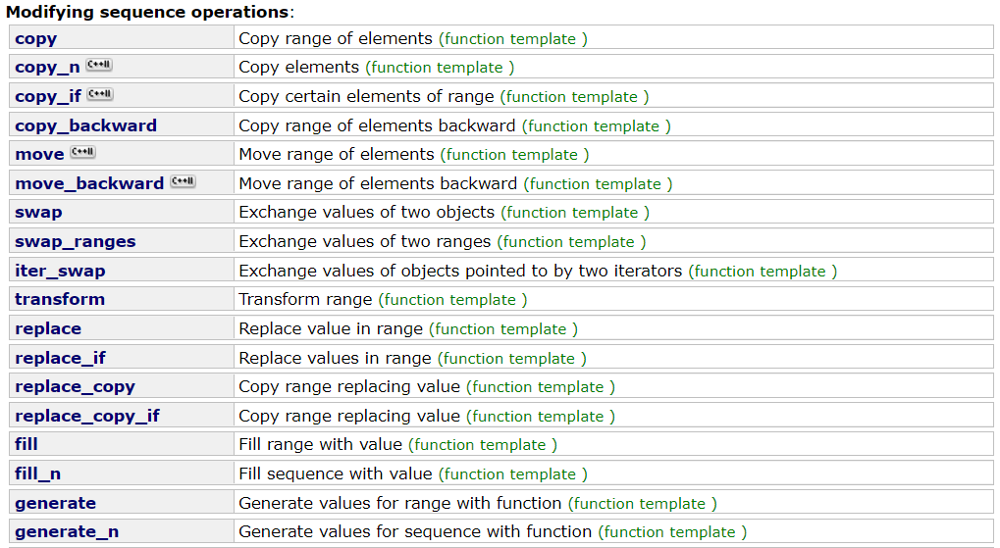 Modifying sequence operations:
copy Copy range of elements (function template )
copy_n C++11 Copy elements (function template )
copy_if C++11 Copy certain elements of range (function template )
copy_backward Copy range of elements backward (function template )
move C++11 Move range of elements (function template )
move_backward C++11 Move range of elements backward (function template )
swap Exchange values of two objects (function template )
swap_ranges Exchange values of two ranges (function template )
iter_swap Exchange values of objects pointed to by two iterators (function template )
transform Transform range (function template )
replace Replace value in range (function template )
replace_if Replace values in range (function template )
replace_copy Copy range replacing value (function template )
replace_copy_if Copy range replacing value (function template )
fill Fill range with value (function template )
fill_n Fill sequence with value (function template )
generate Generate values for range with function (function template )
generate_n Generate values for sequence with function (function template )